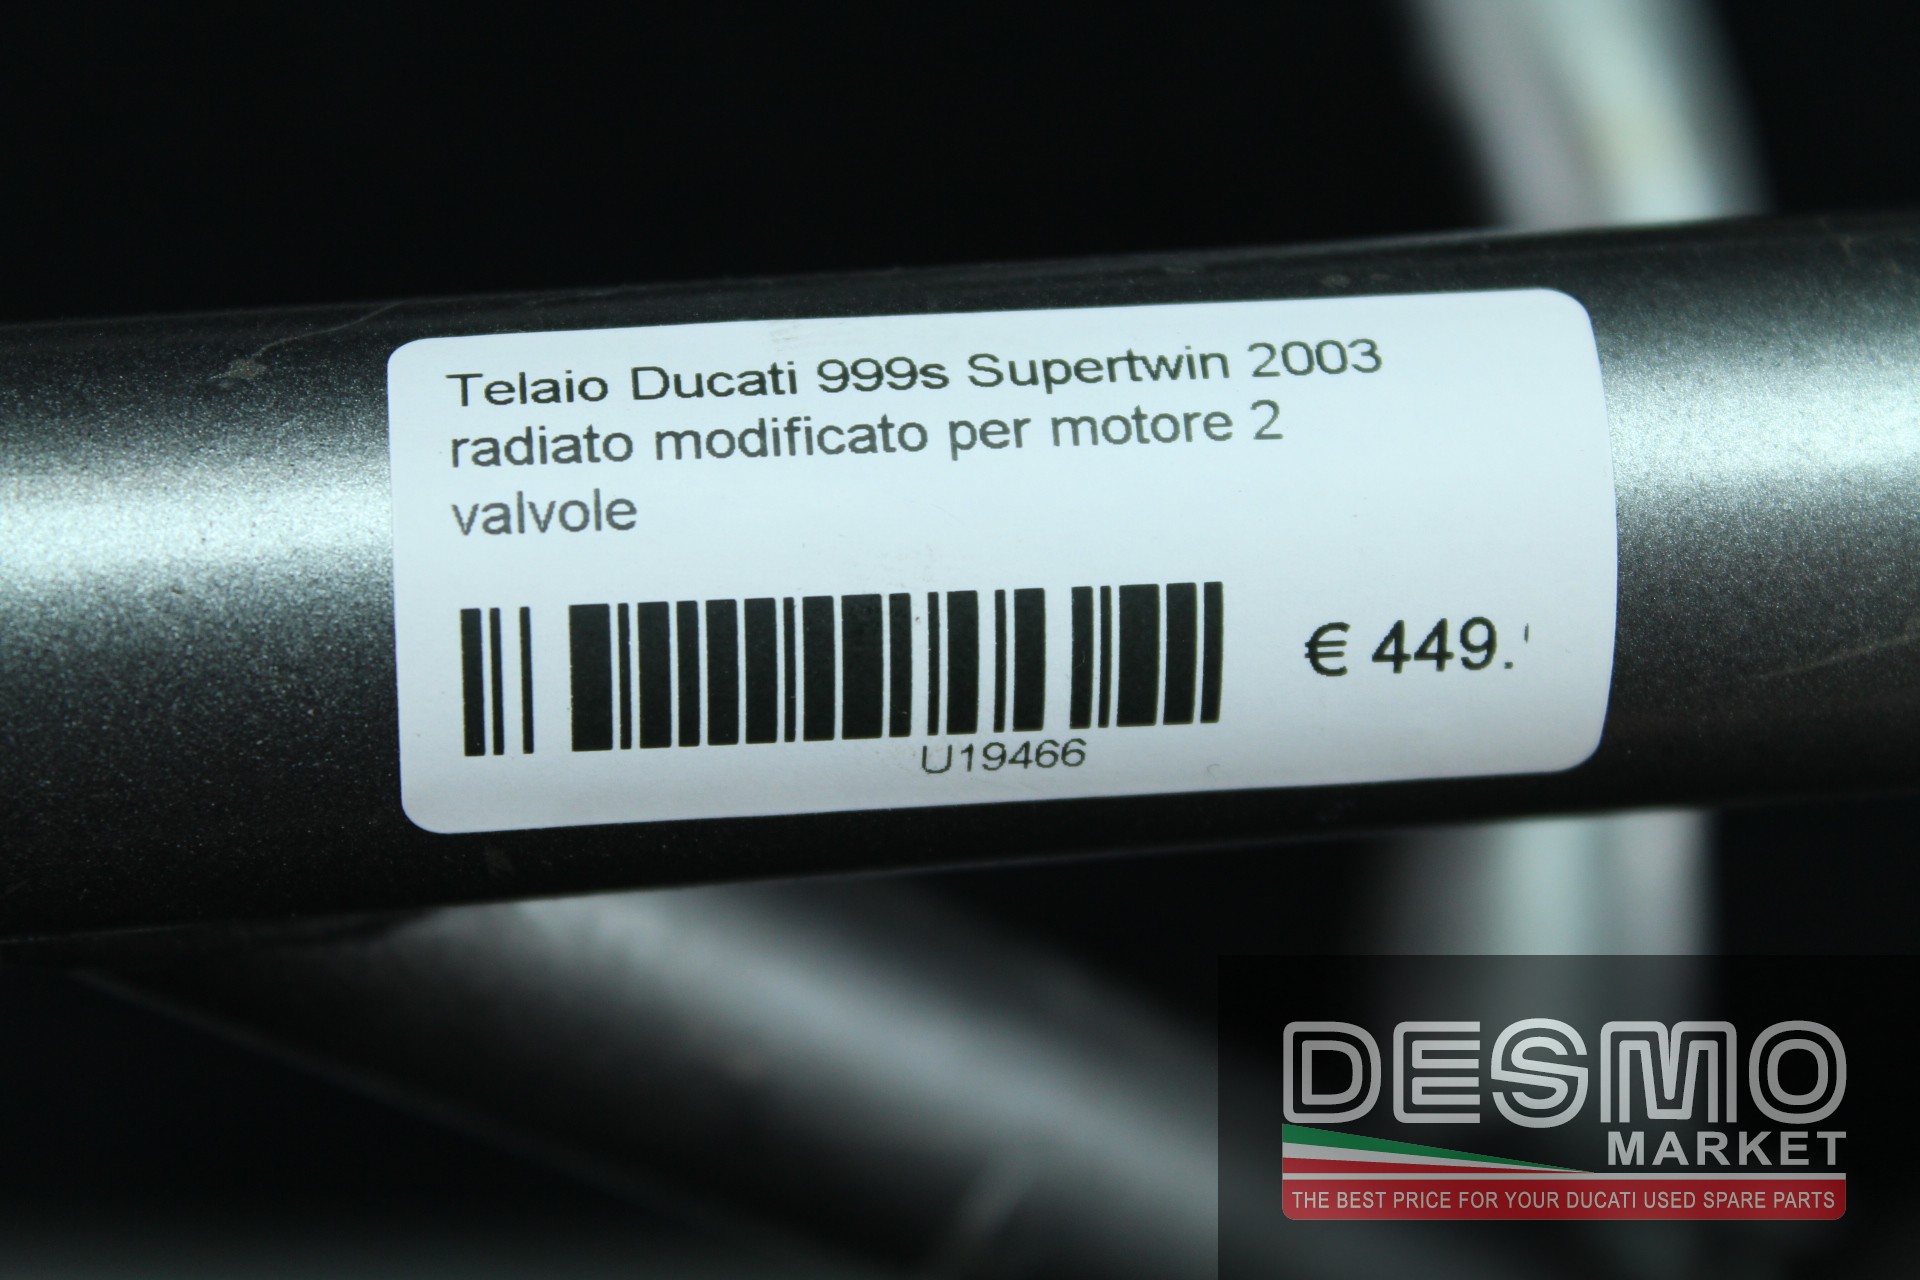 Telaio Ducati 999s Supertwin 2003
radiato modificato per motore 2
valvole
€ 449.
U19466
DESMO
MARKET
THE BEST PRICE FOR YOUR DUCATI USED SPARE PARTS